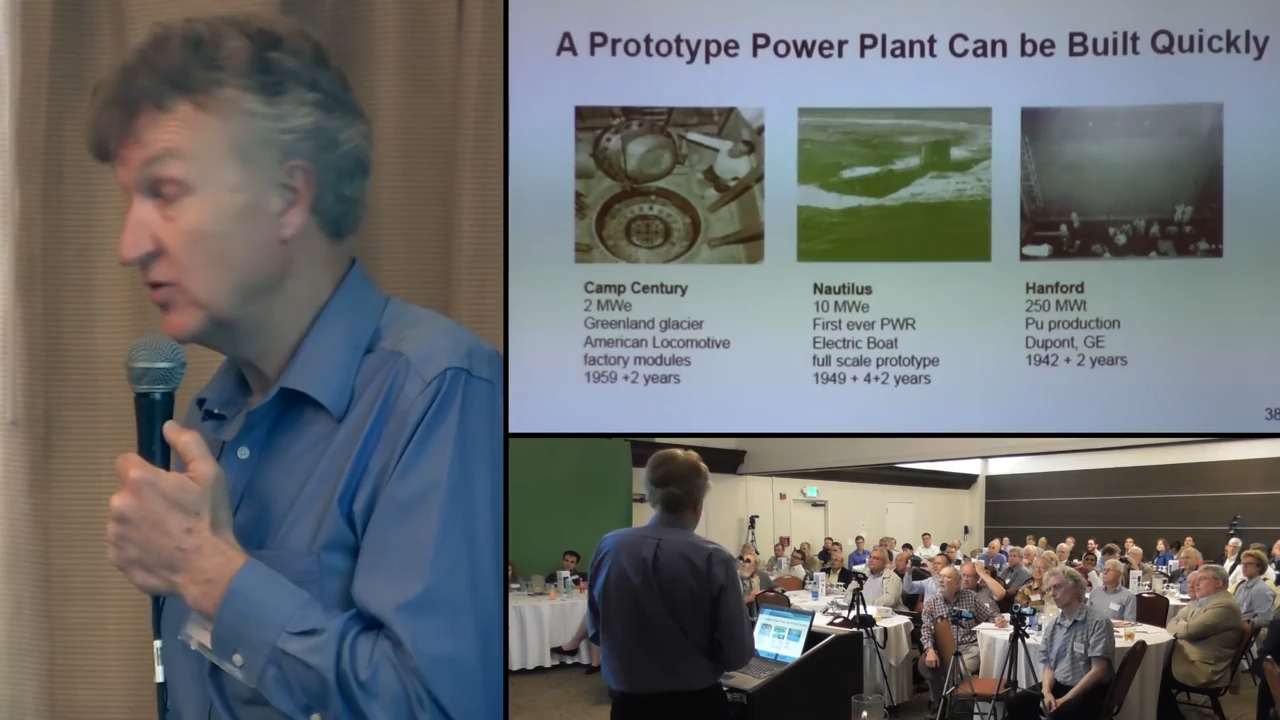 A Prototype Power Plant Can be Built Quickly
Camp Century
2 MWe
Greenland glacier
American Locomotive
factory modules
1959 +2 years
Nautilus
10 MWe
First ever PWR
Electric Boat
full scale prototype
1949 + 4+2 years
Hanford
250 MWt
Pu production
Dupont, GE
1942 + 2 years
38